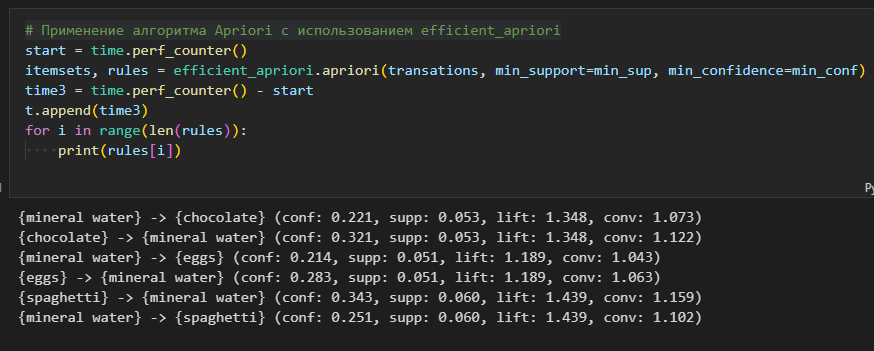 # Применение алгоритма Apriori с использованием efficient_apriori
start = time.perf_counter()
itemsets, rules = efficient_apriori.apriori(transations, min_support=min_sup, min_confidence=min_conf)
time3 = time.perf_counter() - start
t.append(time3)
for i in range(len(rules)):
    print(rules[i])
{mineral water} -> {chocolate} (conf: 0.221, supp: 0.053, lift: 1.348, conv: 1.073)
{chocolate} -> {mineral water} (conf: 0.321, supp: 0.053, lift: 1.348, conv: 1.122)
{mineral water} -> {eggs} (conf: 0.214, supp: 0.051, lift: 1.189, conv: 1.043)
{eggs} -> {mineral water} (conf: 0.283, supp: 0.051, lift: 1.189, conv: 1.063)
{spaghetti} -> {mineral water} (conf: 0.343, supp: 0.060, lift: 1.439, conv: 1.159)
{mineral water} -> {spaghetti} (conf: 0.251, supp: 0.060, lift: 1.439, conv: 1.102)